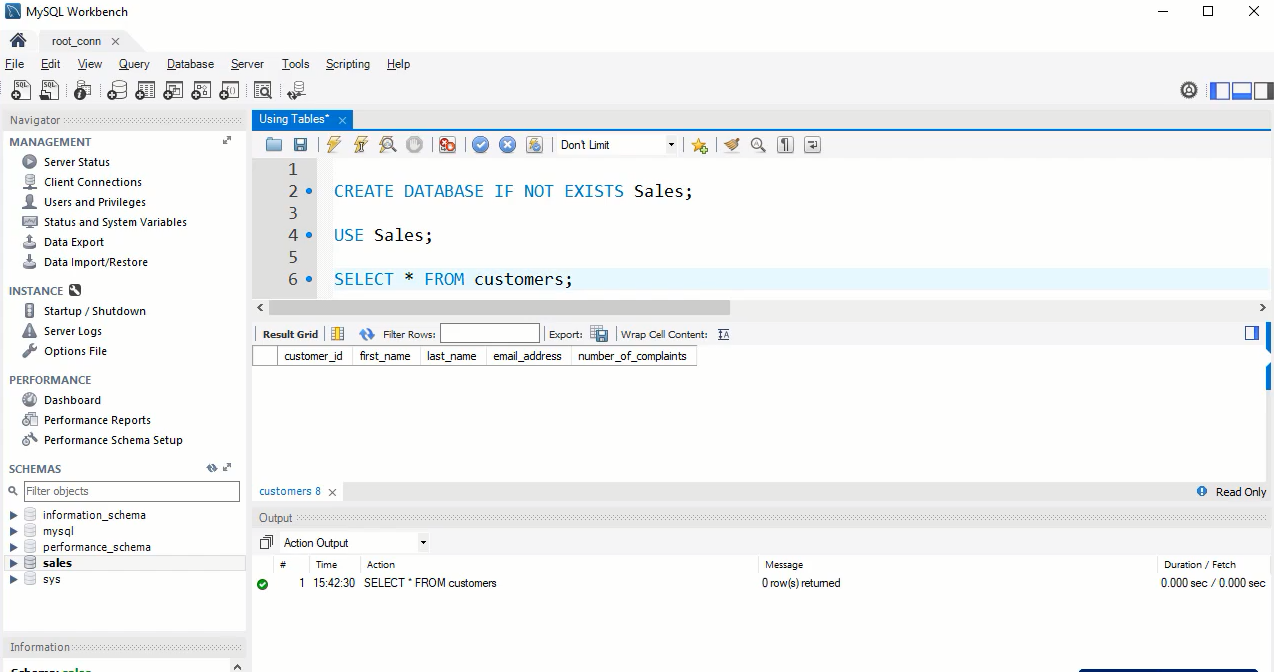 MySQL Workbench
root_conn
File Edit View Query Database Server Tools Scripting Help
Navigator
MANAGEMENT
Server Status
Client Connections
Users and Privileges
Status and System Variables
Data Export
Data Import/Restore
INSTANCE
Startup / Shutdown
Server Logs
Options File
PERFORMANCE
Dashboard
Performance Reports
Performance Schema Setup
SCHEMAS
Filter objects
information_schema
mysql
performance_schema
sales
sys
Information
Using Tables*
Don't Limit
1
2 CREATE DATABASE IF NOT EXISTS Sales;
3
4 USE Sales;
5
6 SELECT * FROM customers;
Result Grid Filter Rows: Export: Wrap Cell Content:
customer_id first_name last_name email_address number_of_complaints
customers 8 Read Only
Output
Action Output
# Time Action Message Duration / Fetch
1 15:42:30 SELECT * FROM customers 0 row(s) returned 0.000 sec / 0.000 sec